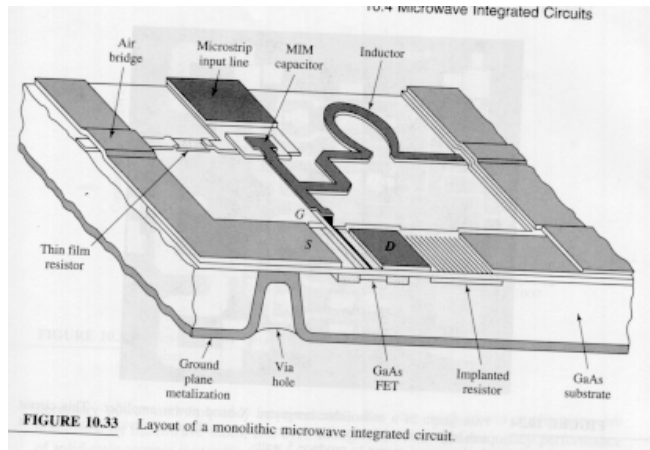 10.4 Microwave Integrated Circuits
Air
bridge
Microstrip
input line
MIM
capacitor
Inductor
G
S
D
Thin film
resistor
Ground
plane
metalization
Via
hole
GaAs
FET
Implanted
resistor
GaAs
substrate
FIGURE 10.33 Layout of a monolithic microwave integrated circuit.